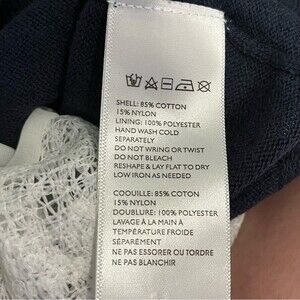 SHELL: 85% COTTON
15% NYLON
LINING: 100% POLYESTER
HAND WASH COLD
SEPARATELY
DO NOT WRING OR TWIST
DO NOT BLEACH
RESHAPE & LAY FLAT TO DRY
LOW IRON AS NEEDED
COOUILLE: 85% COTON
15% NYLON
DOUBLURE: 100% POLYESTER
LAVAGE À LA MAIN À
TEMPÉRATURE FROIDE
SÉPARÉMENT
NE PAS ESSORER OU TORDRE
NE PAS BLANCHIR